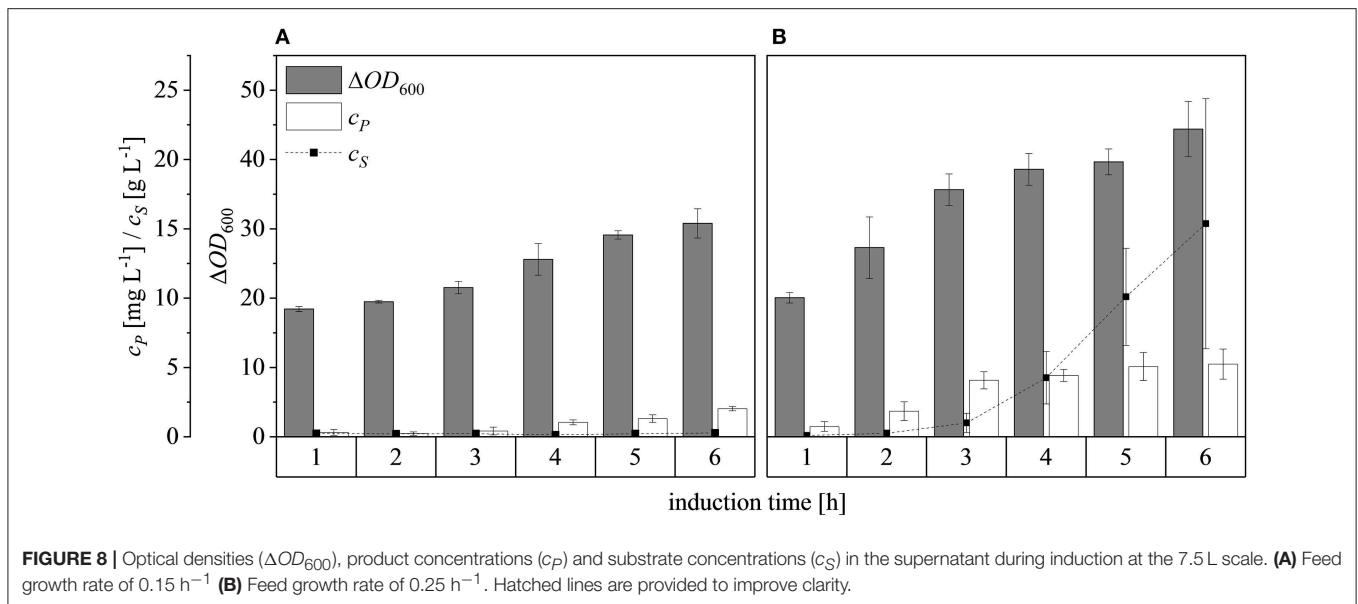 A
B
25
20
15
10
5
0
c_P [mg L⁻¹] / c_S [g L⁻¹]
50
40
30
20
10
0
ΔOD₆₀₀
ΔOD₆₀₀
c_P
c_S
1 2 3 4 5 6
1 2 3 4 5 6
induction time [h]
FIGURE 8 | Optical densities (ΔOD₆₀₀), product concentrations (c_P) and substrate concentrations (c_S) in the supernatant during induction at the 7.5 L scale. (A) Feed
growth rate of 0.15 h⁻¹ (B) Feed growth rate of 0.25 h⁻¹. Hatched lines are provided to improve clarity.